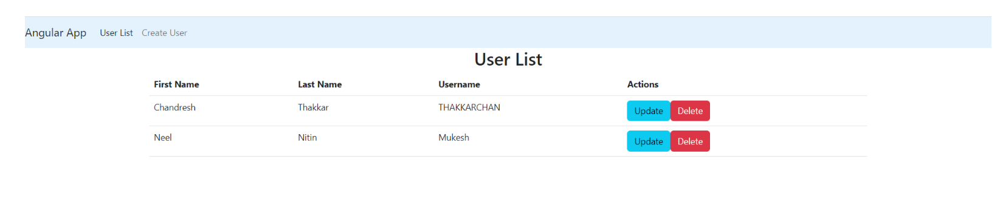 Angular App User List Create User
User List
First Name Last Name Username Actions
Chandresh Thakkar THAKKARCHAN Update Delete
Neel Nitin Mukesh Update Delete